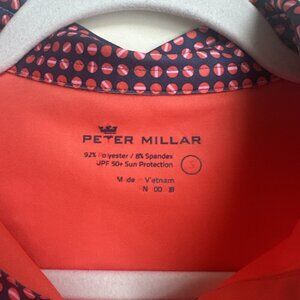 PETER MILLAR
92% Polyester / 8% Spandex
UPF 50+ Sun Protection
S
Made in Vietnam